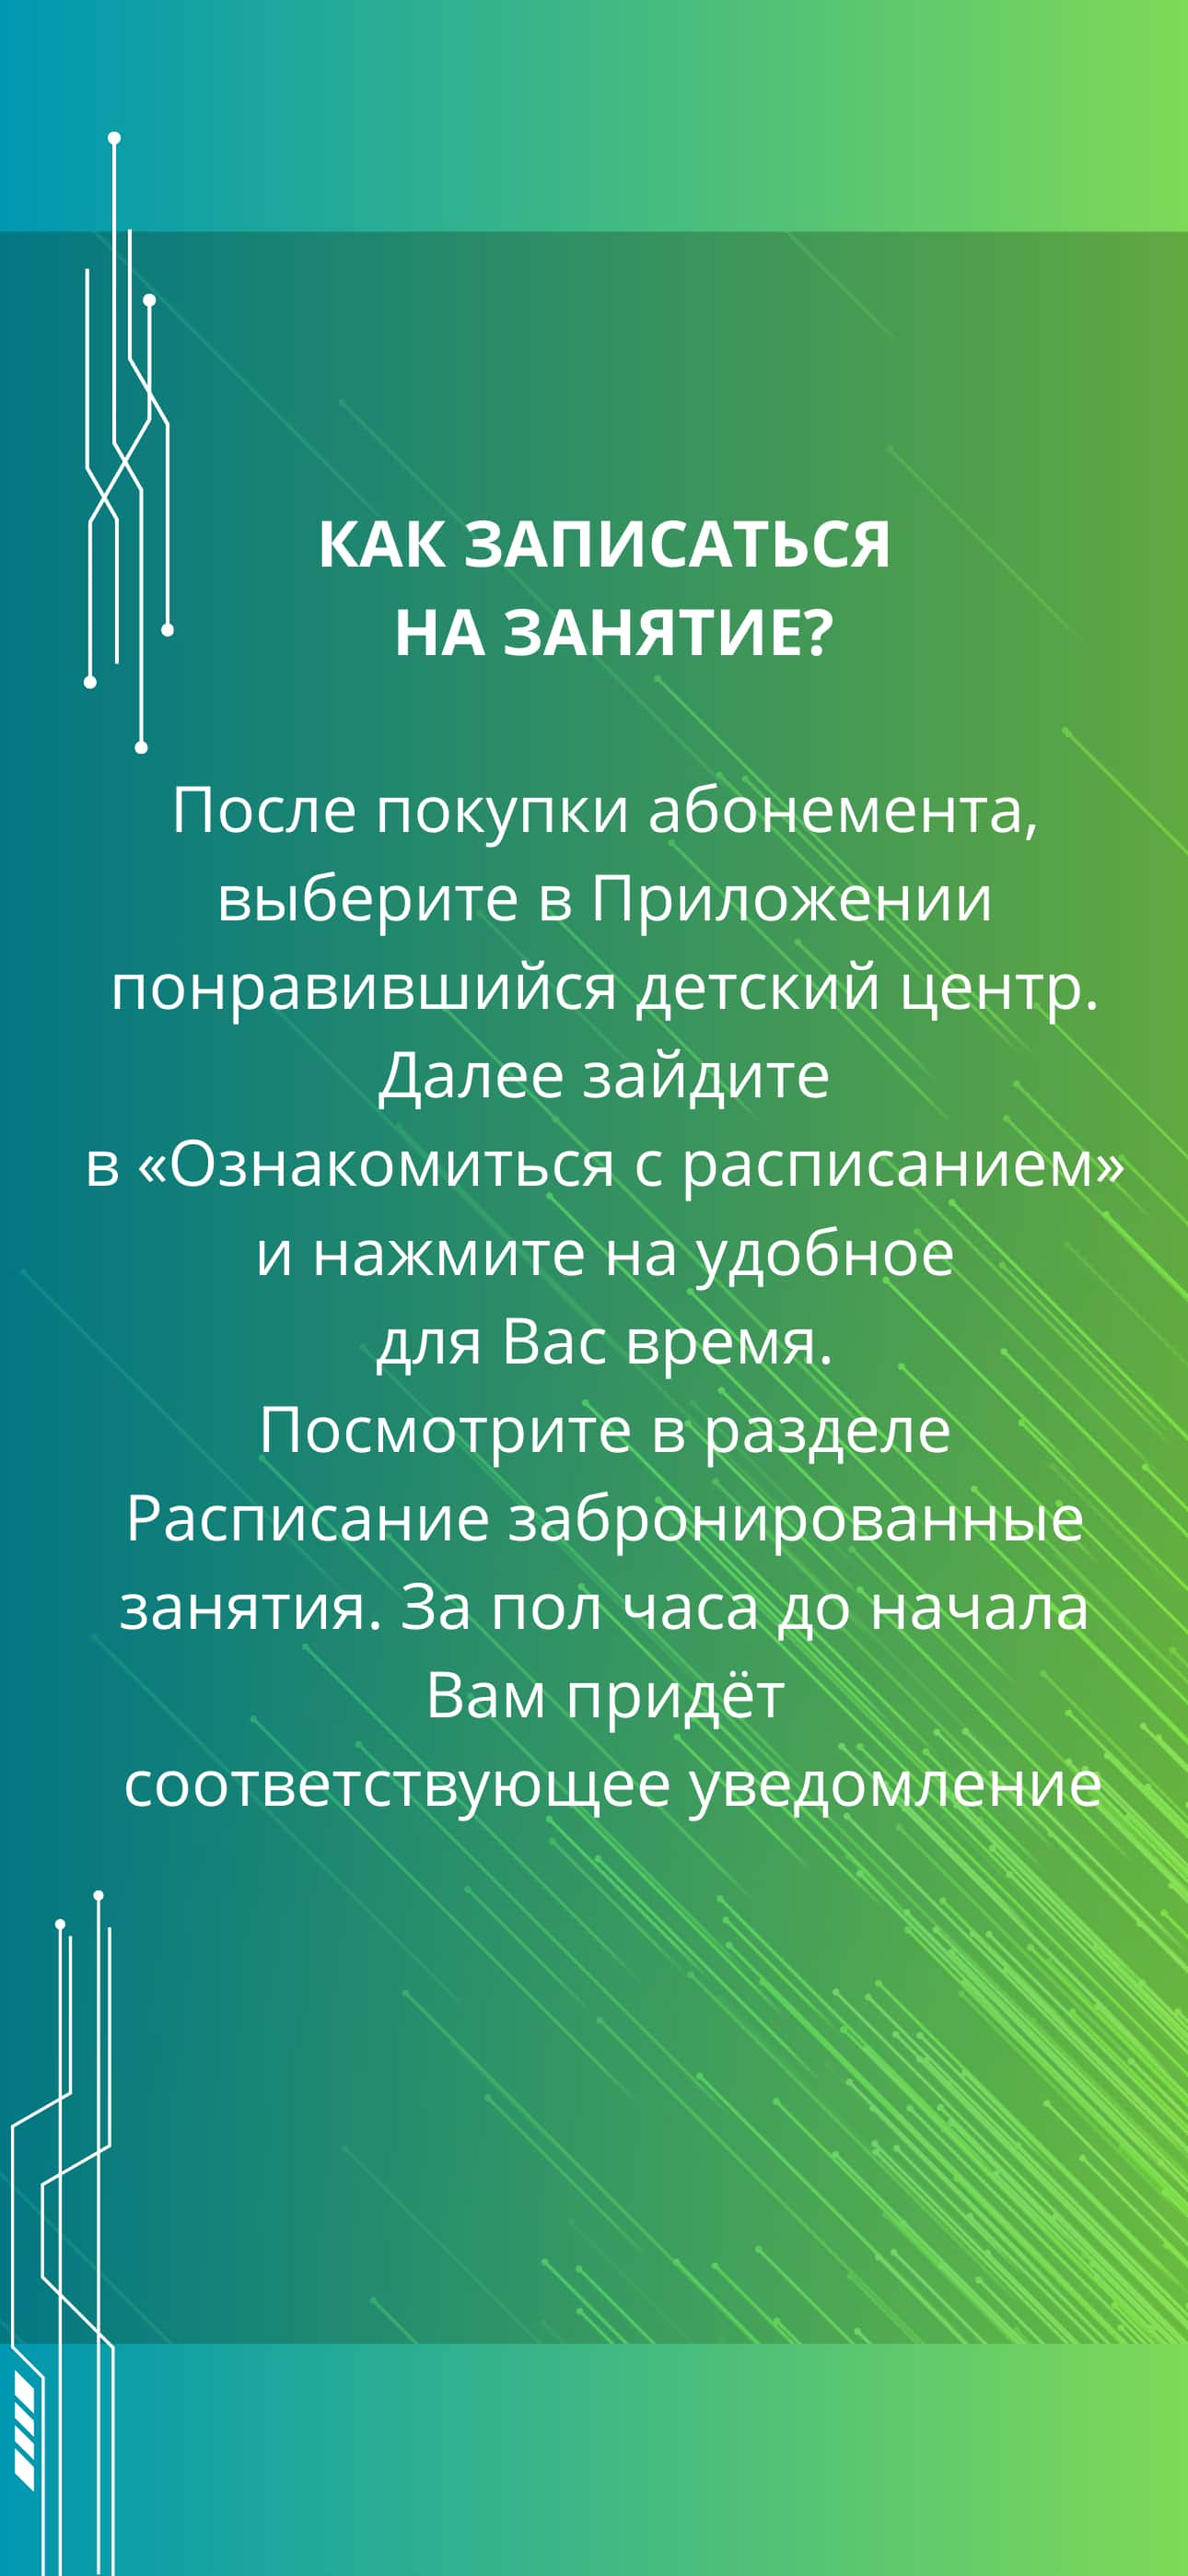 КАК ЗАПИСАТЬСЯ
НА ЗАНЯТИЕ?
После покупки абонемента,
выберите в Приложении
понравившийся детский центр.
Далее зайдите
в «Ознакомиться с расписанием»
и нажмите на удобное
для Вас время.
Посмотрите в разделе
Расписание забронированные
занятия. За пол часа до начала
Вам придёт
соответствующее уведомление